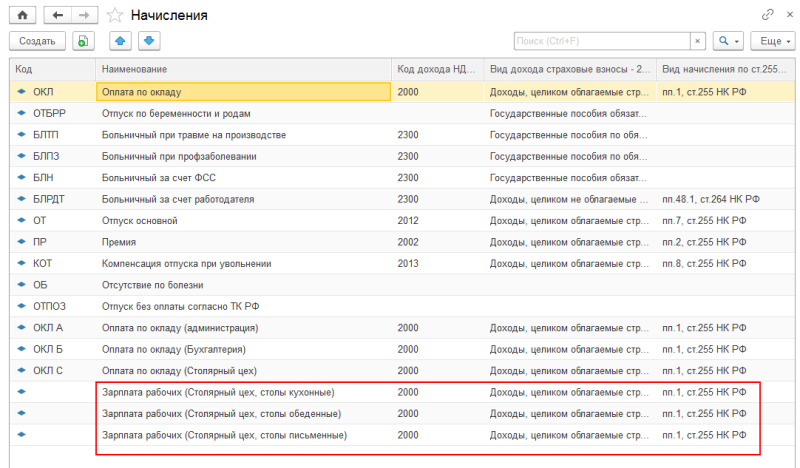 Начисления
Создать Поиск (Ctrl+F) × Еще
Код Наименование Код дохода НД... Вид дохода страховые взносы - 2... Вид начисления по ст.255...
ОКЛ Оплата по окладу 2000 Доходы, целиком облагаемые стр... пп.1, ст.255 НК РФ
ОТБРР Отпуск по беременности и родам Государственные пособия обязат...
БЛТП Больничный при травме на производстве 2300 Государственные пособия по обя...
БЛПЗ Больничный при профзаболевании 2300 Государственные пособия по обя...
БЛН Больничный за счет ФСС 2300 Государственные пособия обязат...
БЛРДТ Больничный за счет работодателя 2300 Доходы, целиком не облагаемые ... пп.48.1, ст.264 НК РФ
ОТ Отпуск основной 2012 Доходы, целиком облагаемые стр... пп.7, ст.255 НК РФ
ПР Премия 2002 Доходы, целиком облагаемые стр... пп.2, ст.255 НК РФ
КОТ Компенсация отпуска при увольнении 2013 Доходы, целиком облагаемые стр... пп.8, ст.255 НК РФ
ОБ Отсутствие по болезни
ОТПОЗ Отпуск без оплаты согласно ТК РФ
ОКЛ А Оплата по окладу (администрация) 2000 Доходы, целиком облагаемые стр... пп.1, ст.255 НК РФ
ОКЛ Б Оплата по окладу (Бухгалтерия) 2000 Доходы, целиком облагаемые стр... пп.1, ст.255 НК РФ
ОКЛ С Оплата по окладу (Столярный цех) 2000 Доходы, целиком облагаемые стр... пп.1, ст.255 НК РФ
Зарплата рабочих (Столярный цех, столы кухонные) 2000 Доходы, целиком облагаемые стр... пп.1, ст.255 НК РФ
Зарплата рабочих (Столярный цех, столы обеденные) 2000 Доходы, целиком облагаемые стр... пп.1, ст.255 НК РФ
Зарплата рабочих (Столярный цех, столы письменные) 2000 Доходы, целиком облагаемые стр... пп.1, ст.255 НК РФ